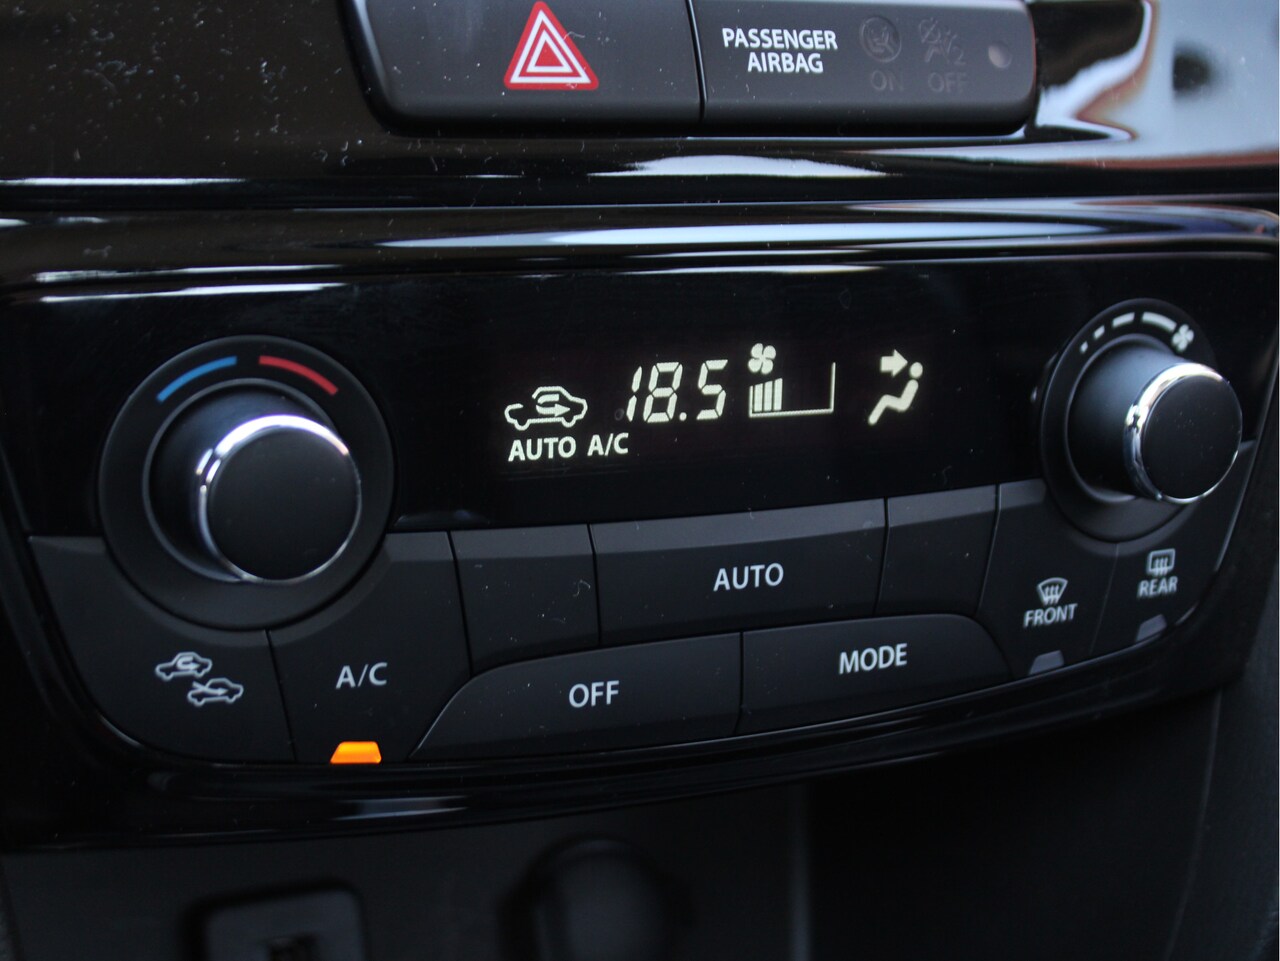 PASSENGER
AIRBAG
ON OFF
18.5
AUTO A/C
AUTO
FRONT
REAR
A/C
OFF
MODE